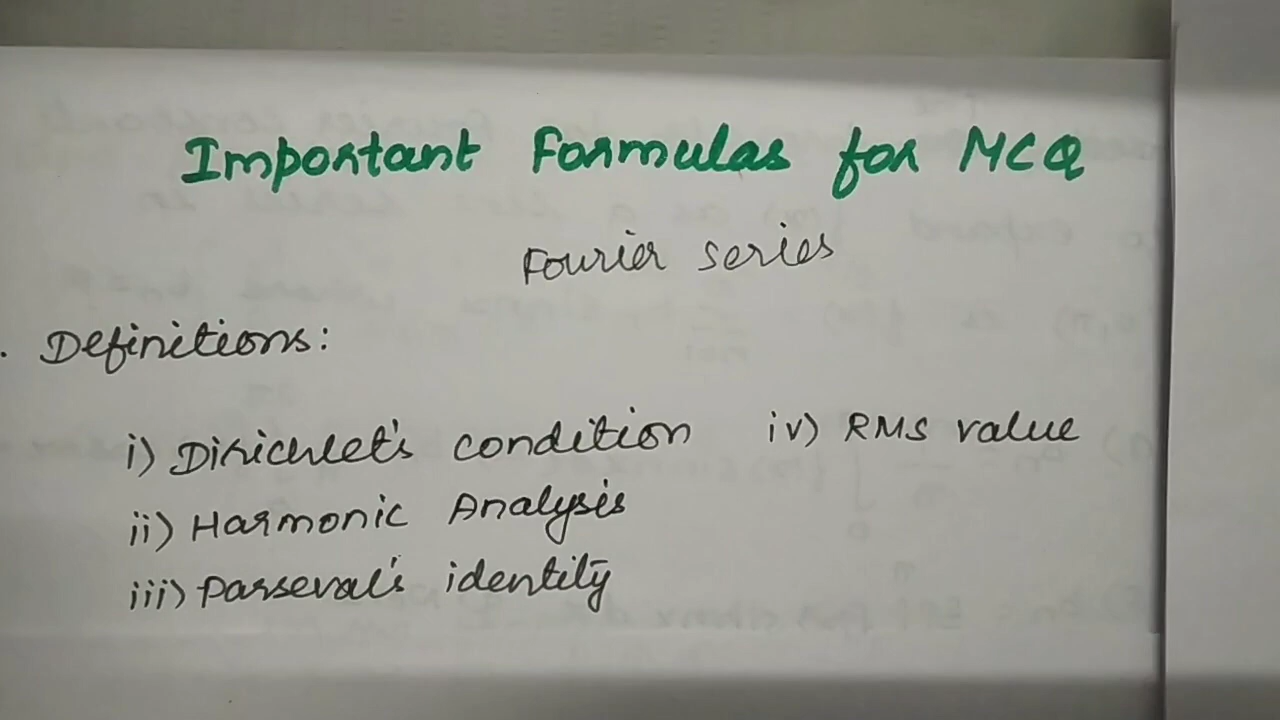 Important Formulas for MCQ
Fourier series
. Definitions:
i) Dirichlet's condition iv) RMS value
ii) Harmonic Analysis
iii) Parseval's identity